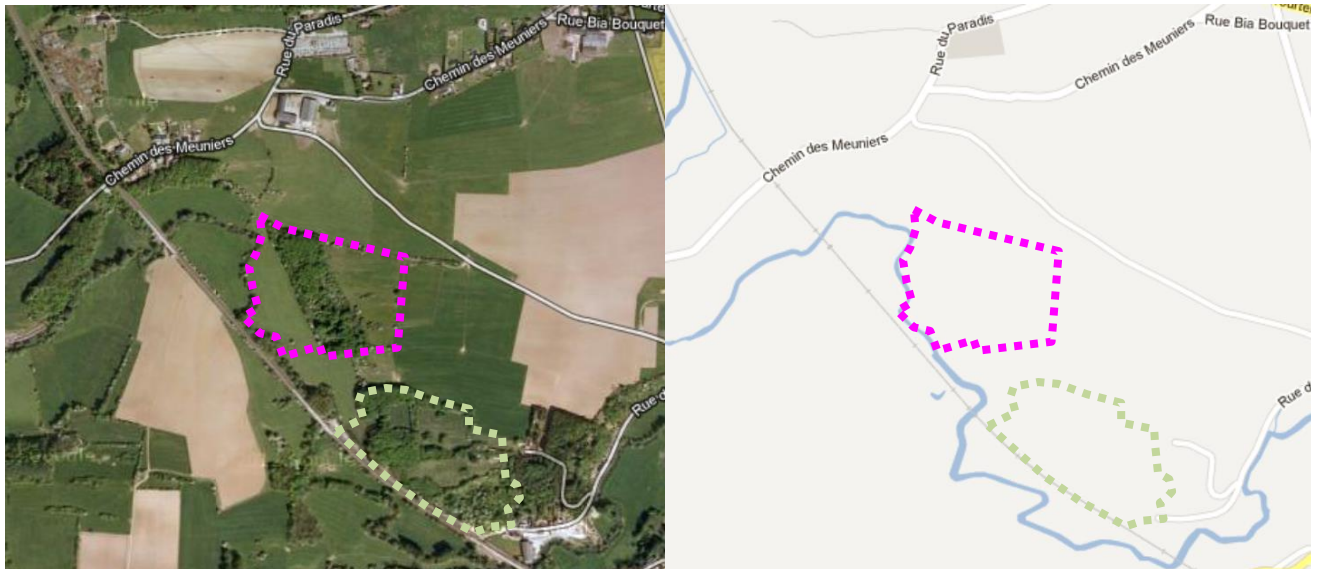 Rue du Paradis
Rue Bia Bouquet
Chemin des Meuniers
Chemin des Meuniers
Rue d
Rue du Paradis
Rue Bia Bouquet
Chemin des Meuniers
Chemin des Meuniers
Rue d